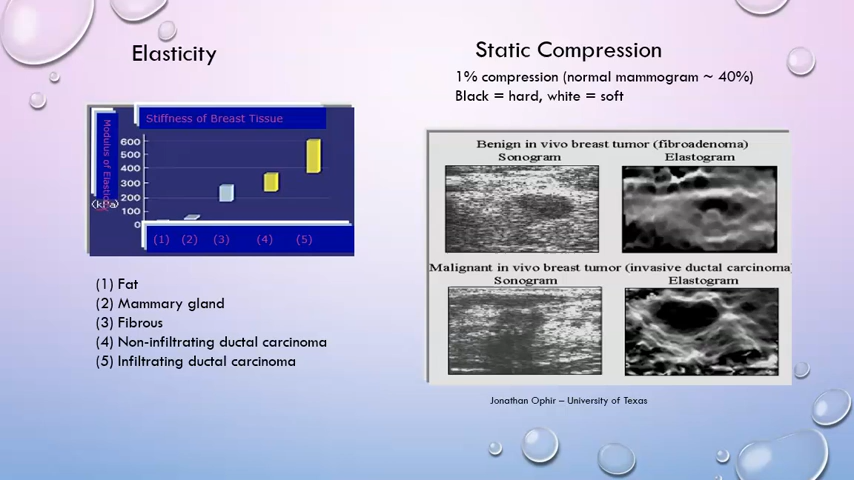 Elasticity
Stiffness of Breast Tissue
Modulus of Elasticity
(kPa)
600
500
400
300
200
100
0
(1) (2) (3) (4) (5)
(1) Fat
(2) Mammary gland
(3) Fibrous
(4) Non-infiltrating ductal carcinoma
(5) Infiltrating ductal carcinoma
Static Compression
1% compression (normal mammogram ~ 40%)
Black = hard, white = soft
Benign in vivo breast tumor (fibroadenoma)
Sonogram Elastogram
Malignant in vivo breast tumor (invasive ductal carcinoma)
Sonogram Elastogram
Jonathan Ophir – University of Texas